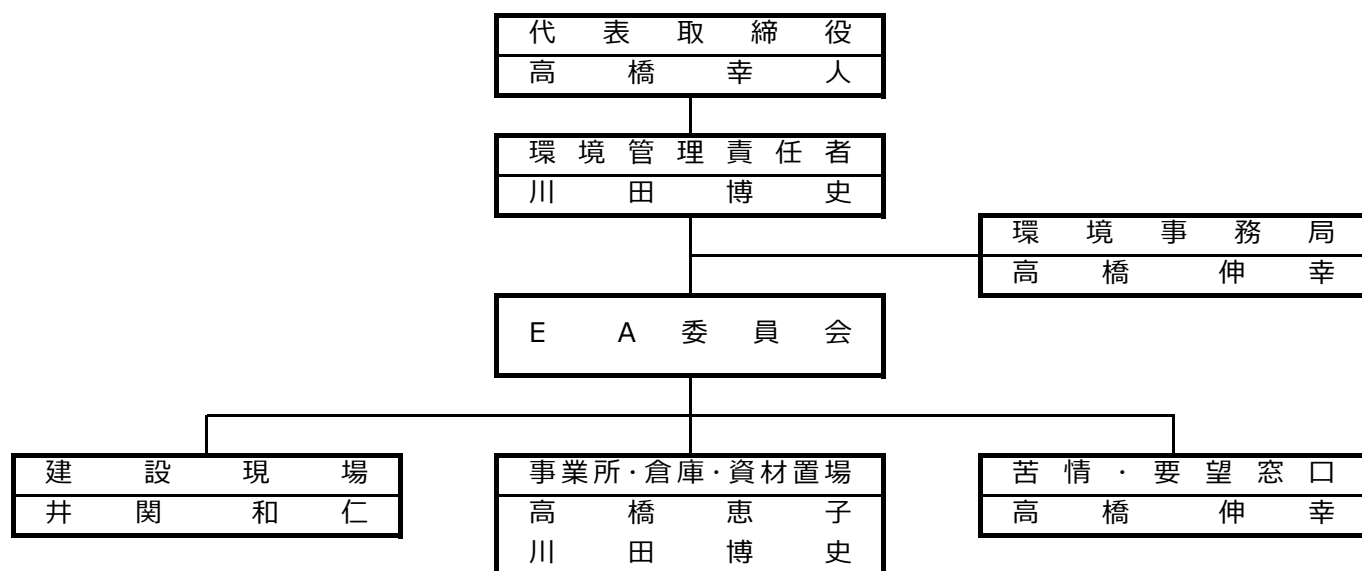 代表取締役
高橋幸人
環境管理責任者
川田博史
環境事務局
高橋伸幸
EA委員会
建設現場
井関和仁
事業所・倉庫・資材置場
高橋恵子
川田博史
苦情・要望窓口
高橋伸幸